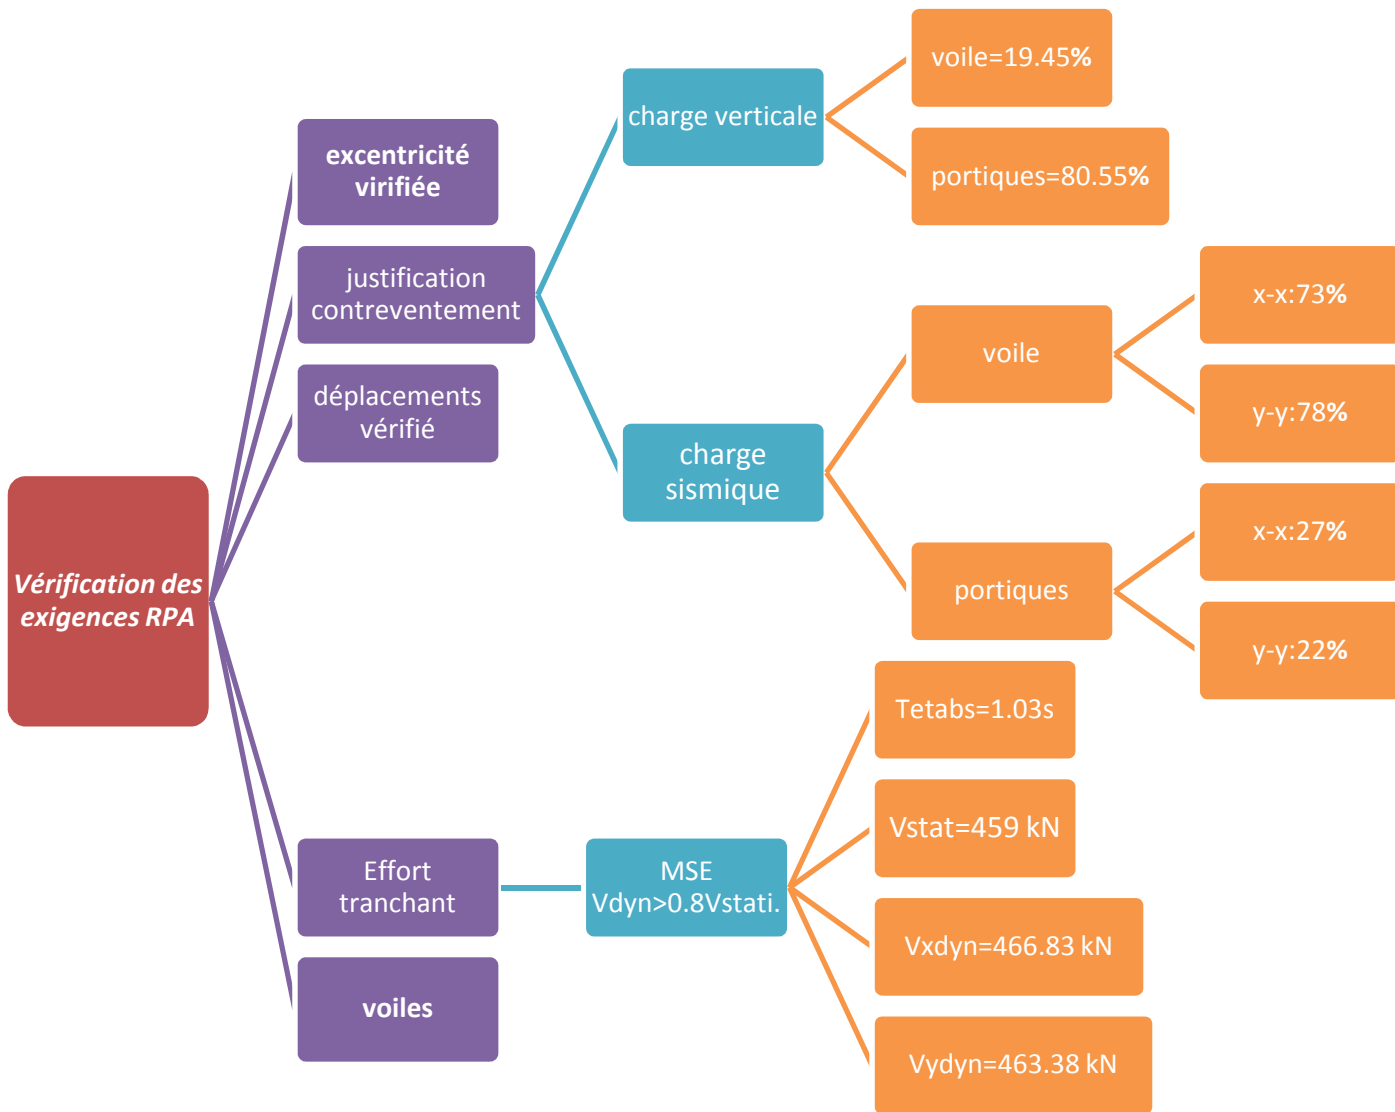 Vérification des
exigences RPA
excentricité
virifiée
justification
contreventement
charge verticale
voile=19.45%
portiques=80.55%
charge
sismique
voile
x-x:73%
y-y:78%
portiques
x-x:27%
y-y:22%
déplacements
vérifié
Effort
tranchant
MSE
Vdyn>0.8Vstati.
Tetabs=1.03s
Vstat=459 kN
Vxdyn=466.83 kN
Vydyn=463.38 kN
voiles